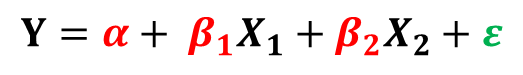 Y = α + β₁X₁ + β₂X₂ + ε